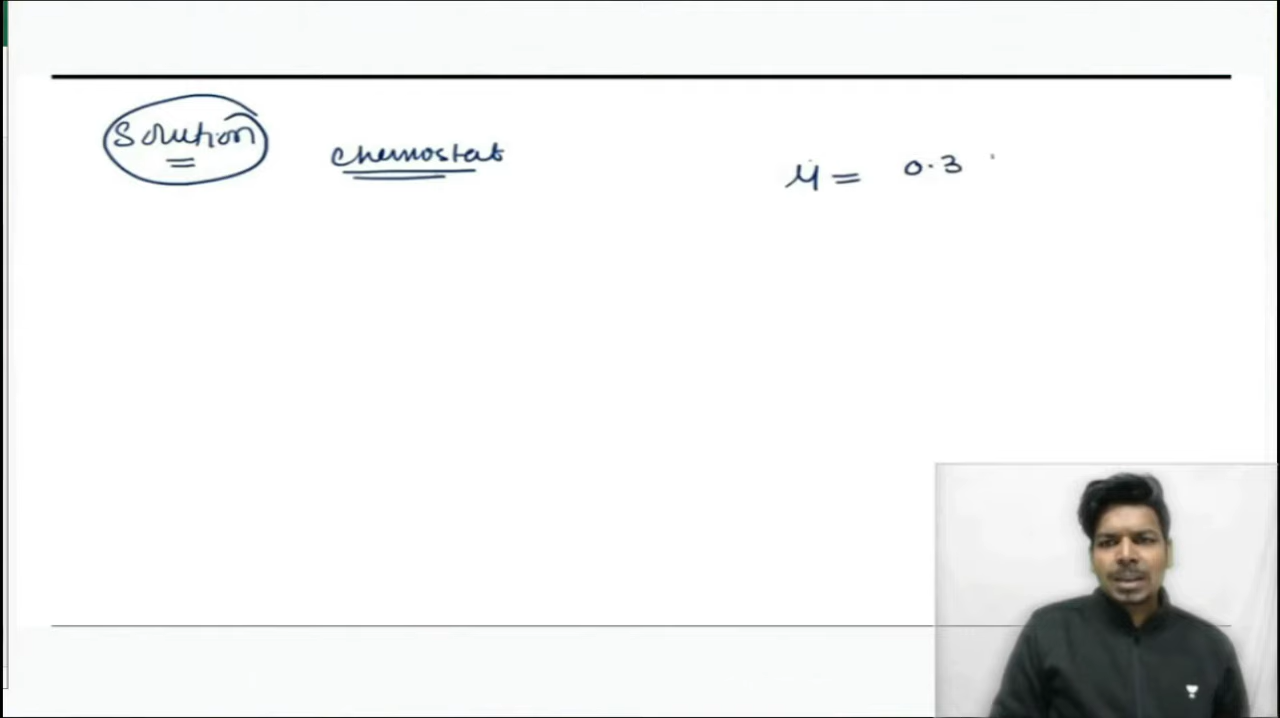 Solution
chemostat
μ = 0.3